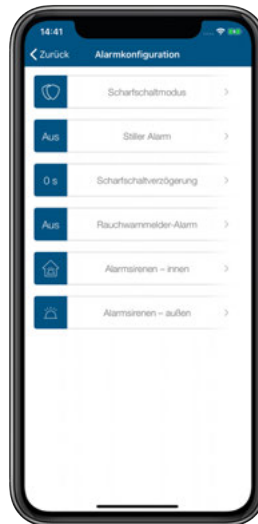 14:41
Zurück Alarmkonfiguration
Scharfschaltmodus
Aus Stiller Alarm
0 s Scharfschaltverzögerung
Aus Rauchwarnmelder-Alarm
Alarmsirenen – innen
Alarmsirenen – außen